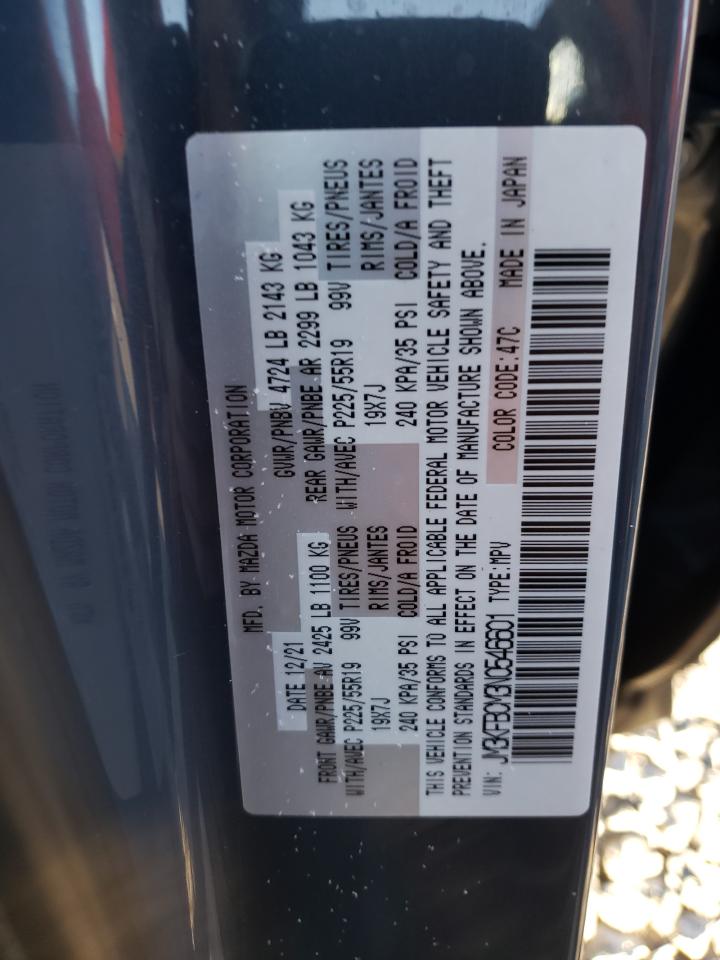 MFD. BY MAZDA MOTOR CORPORATION
DATE 12/21 GVWR/PNBV 4724 LB 2143 KG
FRONT GAWR/PNBE AV 2425 LB 1100 KG REAR GAWR/PNBE AR 2299 LB 1043 KG
WITH/AVEC P225/55R19 99V TIRES/PNEUS WITH/AVEC P225/55R19 99V TIRES/PNEUS
19X7J RIMS/JANTES 19X7J RIMS/JANTES
240 KPA/35 PSI COLD/A FROID 240 KPA/35 PSI COLD/A FROID
THIS VEHICLE CONFORMS TO ALL APPLICABLE FEDERAL MOTOR VEHICLE SAFETY AND THEFT
PREVENTION STANDARDS IN EFFECT ON THE DATE OF MANUFACTURE SHOWN ABOVE.
VIN: JM3KFBCY3N0546601 TYPE:MPV COLOR CODE:47C MADE IN JAPAN